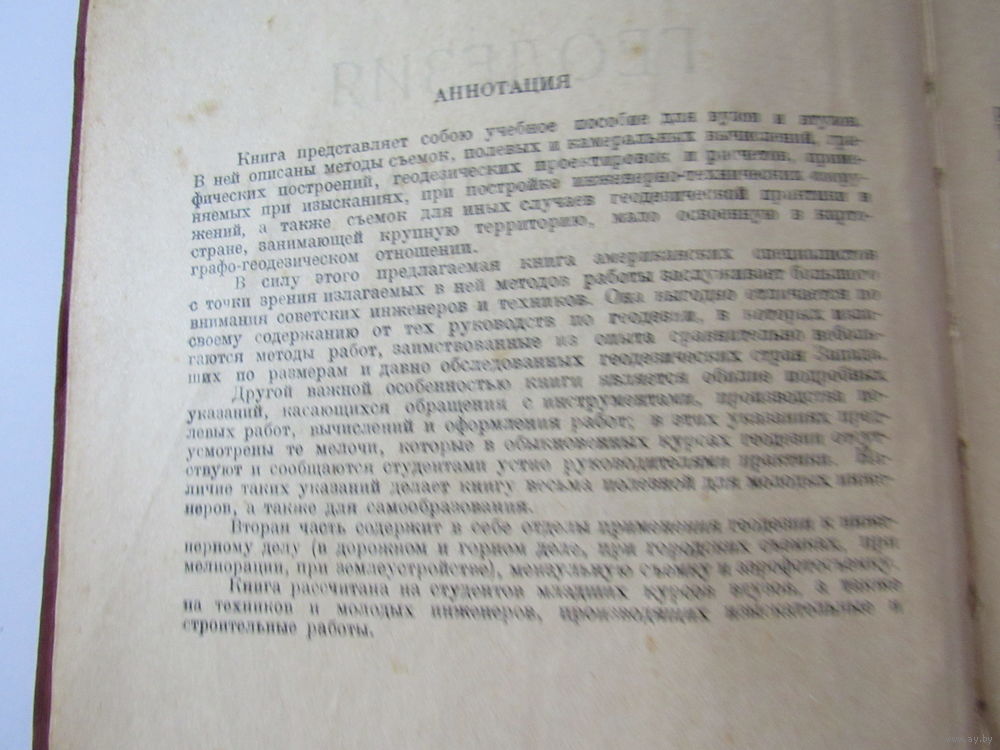 ГЕОДЕЗИЯ
АННОТАЦИЯ
Книга представляет собою учебное пособие для вузов и втузов.
В ней описаны методы съемок, полевых и камеральных вычислений, гра-
фических построений, геодезических проектировок и расчетов, приме-
няемых при изысканиях, при постройке инженерно-технических соору-
жений, а также съемок для иных случаев геодезической практики в
стране, занимающей крупную территорию, мало освоенную в карто-
графо-геодезическом отношении.
В силу этого предлагаемая книга американских специалистов
с точки зрения излагаемых в ней методов работы заслуживает большого
внимания советских инженеров и техников. Она выгодно отличается по
своему содержанию от тех руководств по геодезии, в которых изла-
гаются методы работ, заимствованные из опыта сравнительно неболь-
ших по размерам и давно обследованных геодезических стран Запада.
Другой важной особенностью книги является обилие подробных
указаний, касающихся обращения с инструментами, производства по-
левых работ, вычислений и оформления работ; в этих указаниях пред-
усмотрены те мелочи, которые в обыкновенных курсах геодезии отсут-
ствуют и сообщаются студентами устно руководителями практики. На-
личие таких указаний делает книгу весьма полезной для молодых инже-
неров, а также для самообразования.
Вторая часть содержит в себе отделы применения геодезии к инже-
нерному делу (в дорожном и горном деле, при городских съемках, при
мелиорации, при землеустройстве), мензульную съемку и аэрофотосъемку.
Книга рассчитана на студентов младших курсов втузов, а также
на техников и молодых инженеров, производящих изыскательные и
строительные работы.
www.ay.by